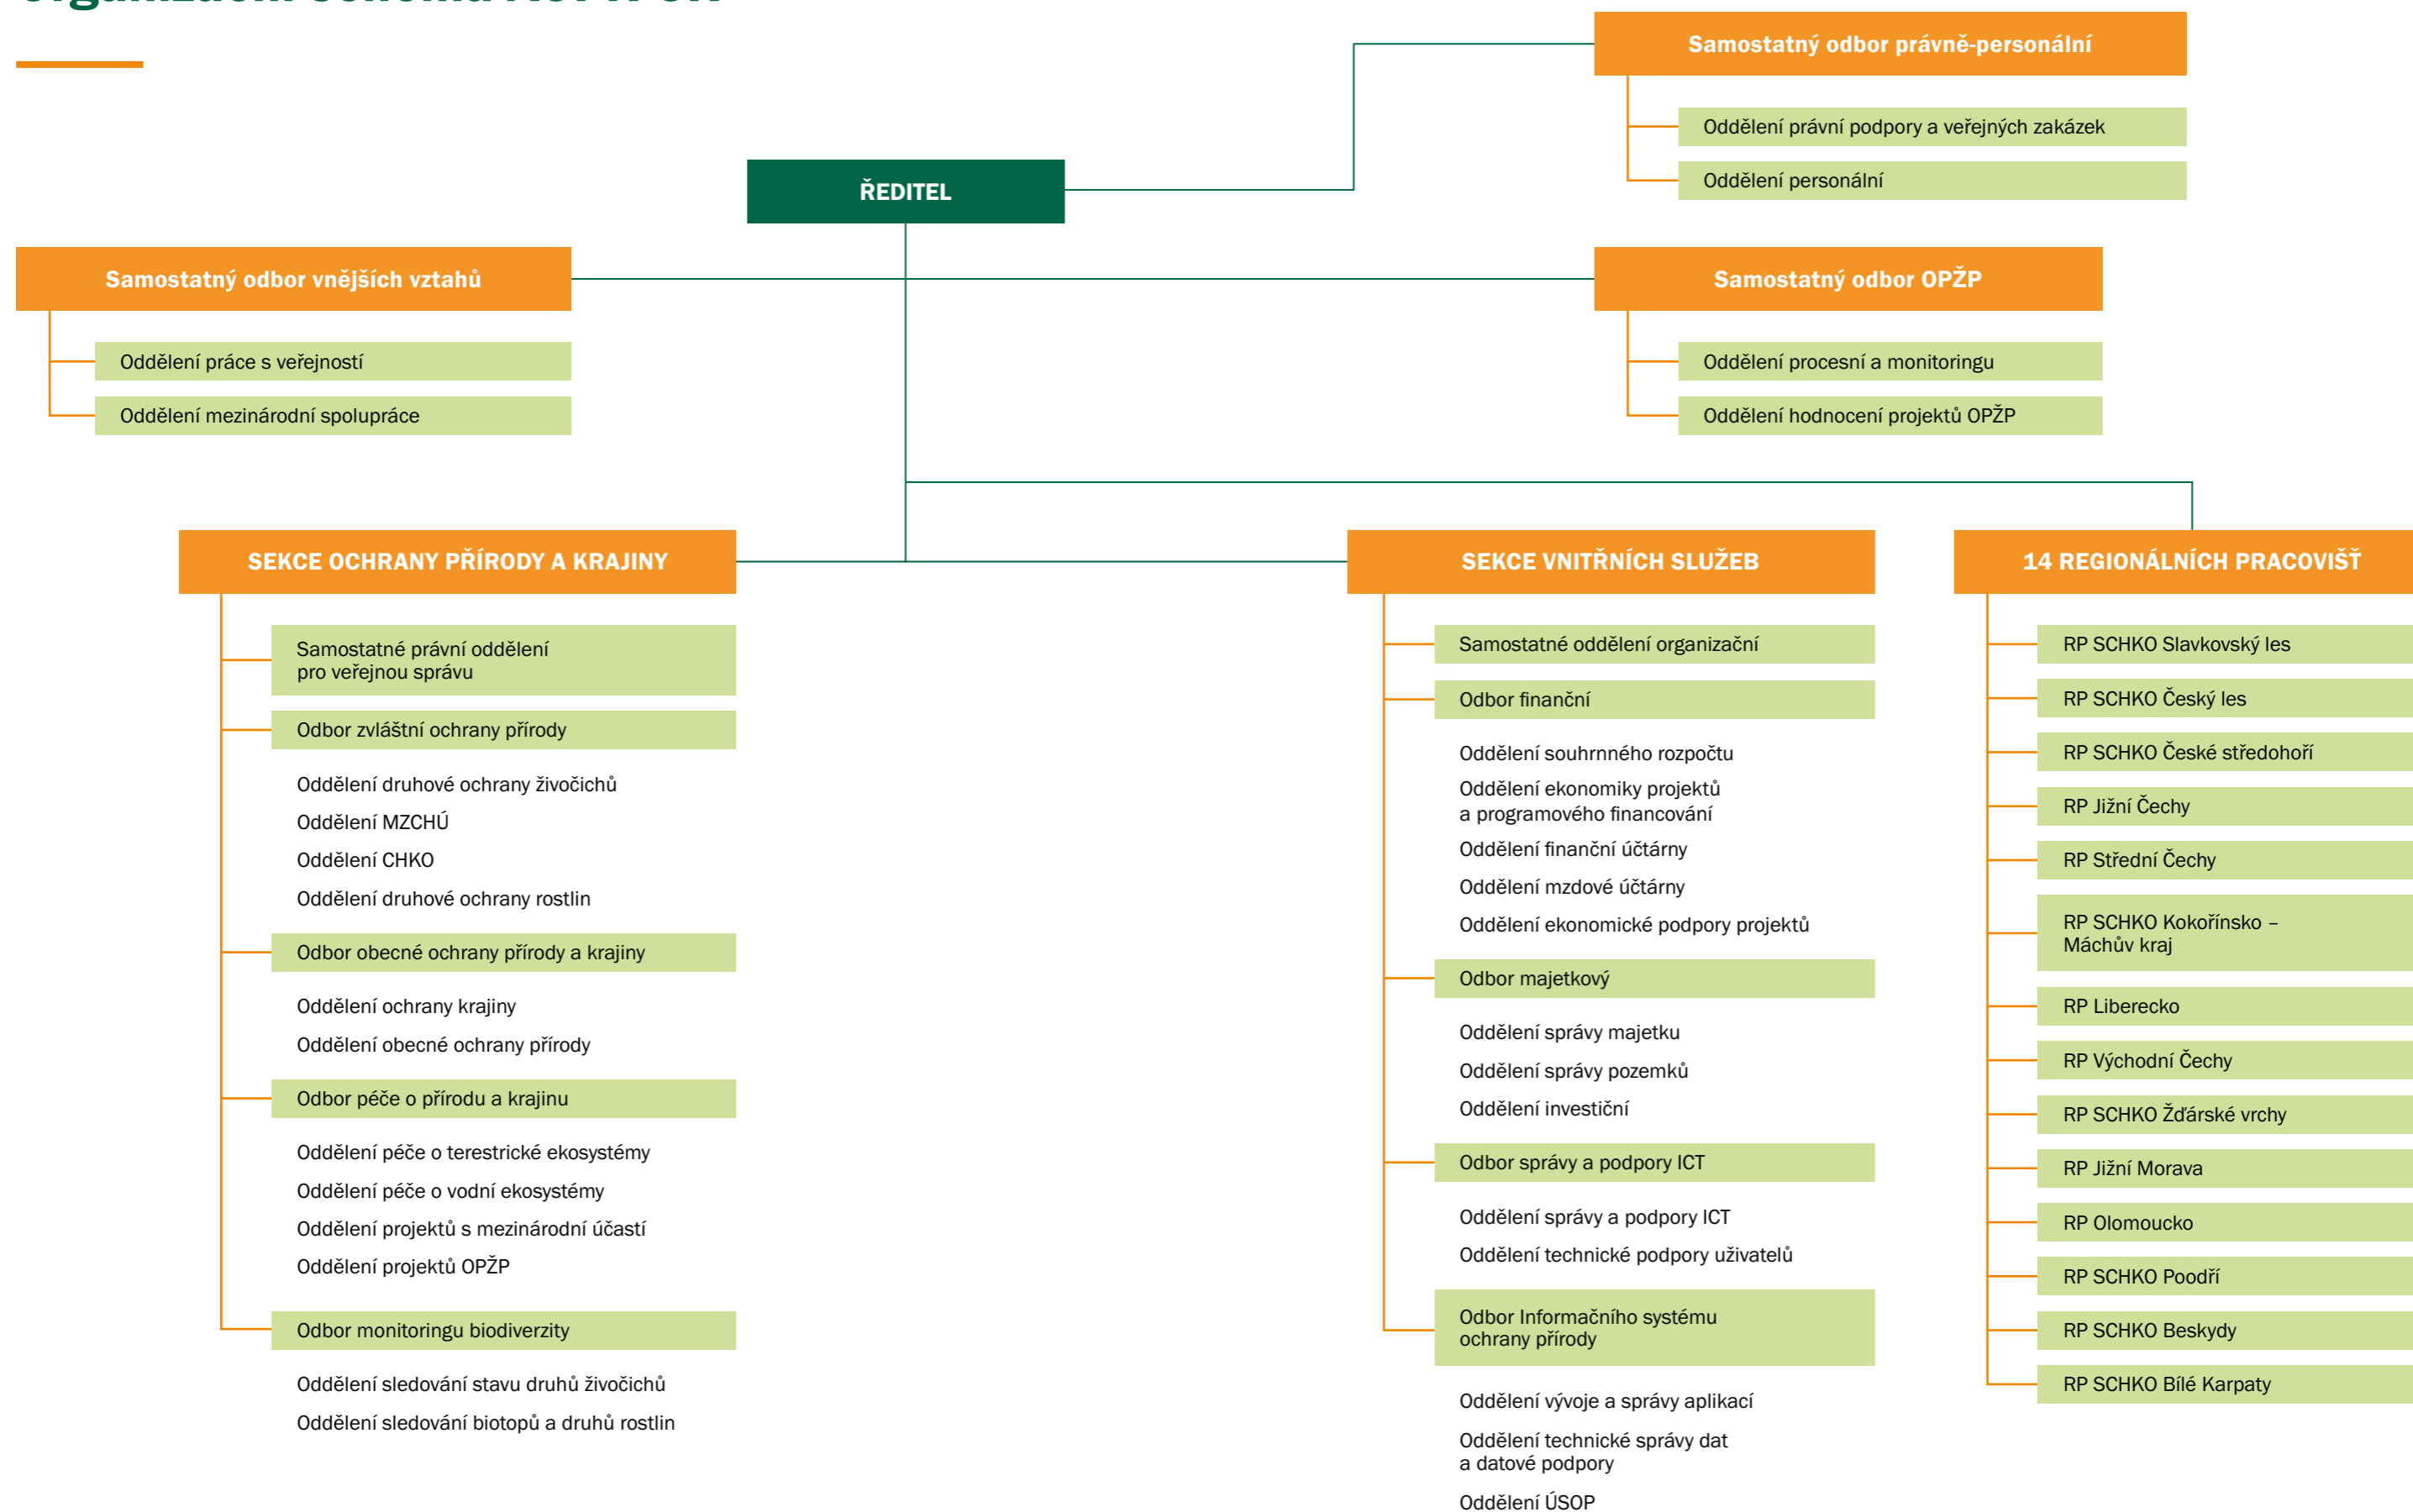 Samostatný odbor právně-personální
Oddělení právní podpory a veřejných zakázek
Oddělení personální
ŘEDITEL
Samostatný odbor vnějších vztahů
Oddělení práce s veřejností
Oddělení mezinárodní spolupráce
Samostatný odbor OPŽP
Oddělení procesní a monitoringu
Oddělení hodnocení projektů OPŽP
SEKCE OCHRANY PŘÍRODY A KRAJINY
Samostatné právní oddělení
pro veřejnou správu
Odbor zvláštní ochrany přírody
Oddělení druhové ochrany živočichů
Oddělení MZCHÚ
Oddělení CHKO
Oddělení druhové ochrany rostlin
Odbor obecné ochrany přírody a krajiny
Oddělení ochrany krajiny
Oddělení obecné ochrany přírody
Odbor péče o přírodu a krajinu
Oddělení péče o terestrické ekosystémy
Oddělení péče o vodní ekosystémy
Oddělení projektů s mezinárodní účastí
Oddělení projektů OPŽP
Odbor monitoringu biodiverzity
Oddělení sledování stavu druhů živočichů
Oddělení sledování biotopů a druhů rostlin
SEKCE VNITŘNÍCH SLUŽEB
Samostatné oddělení organizační
Odbor finanční
Oddělení souhrnného rozpočtu
Oddělení ekonomiky projektů
a programového financování
Oddělení finanční účtárny
Oddělení mzdové účtárny
Oddělení ekonomické podpory projektů
Odbor majetkový
Oddělení správy majetku
Oddělení správy pozemků
Oddělení investiční
Odbor správy a podpory ICT
Oddělení správy a podpory ICT
Oddělení technické podpory uživatelů
Odbor Informačního systému
ochrany přírody
Oddělení vývoje a správy aplikací
Oddělení technické správy dat
a datové podpory
Oddělení ÚSOP
14 REGIONÁLNÍCH PRACOVIŠŤ
RP SCHKO Slavkovský les
RP SCHKO Český les
RP SCHKO České středohoří
RP Jižní Čechy
RP Střední Čechy
RP SCHKO Kokořínsko –
Máchův kraj
RP Liberecko
RP Východní Čechy
RP SCHKO Žďárské vrchy
RP Jižní Morava
RP Olomoucko
RP SCHKO Poodří
RP SCHKO Beskydy
RP SCHKO Bílé Karpaty